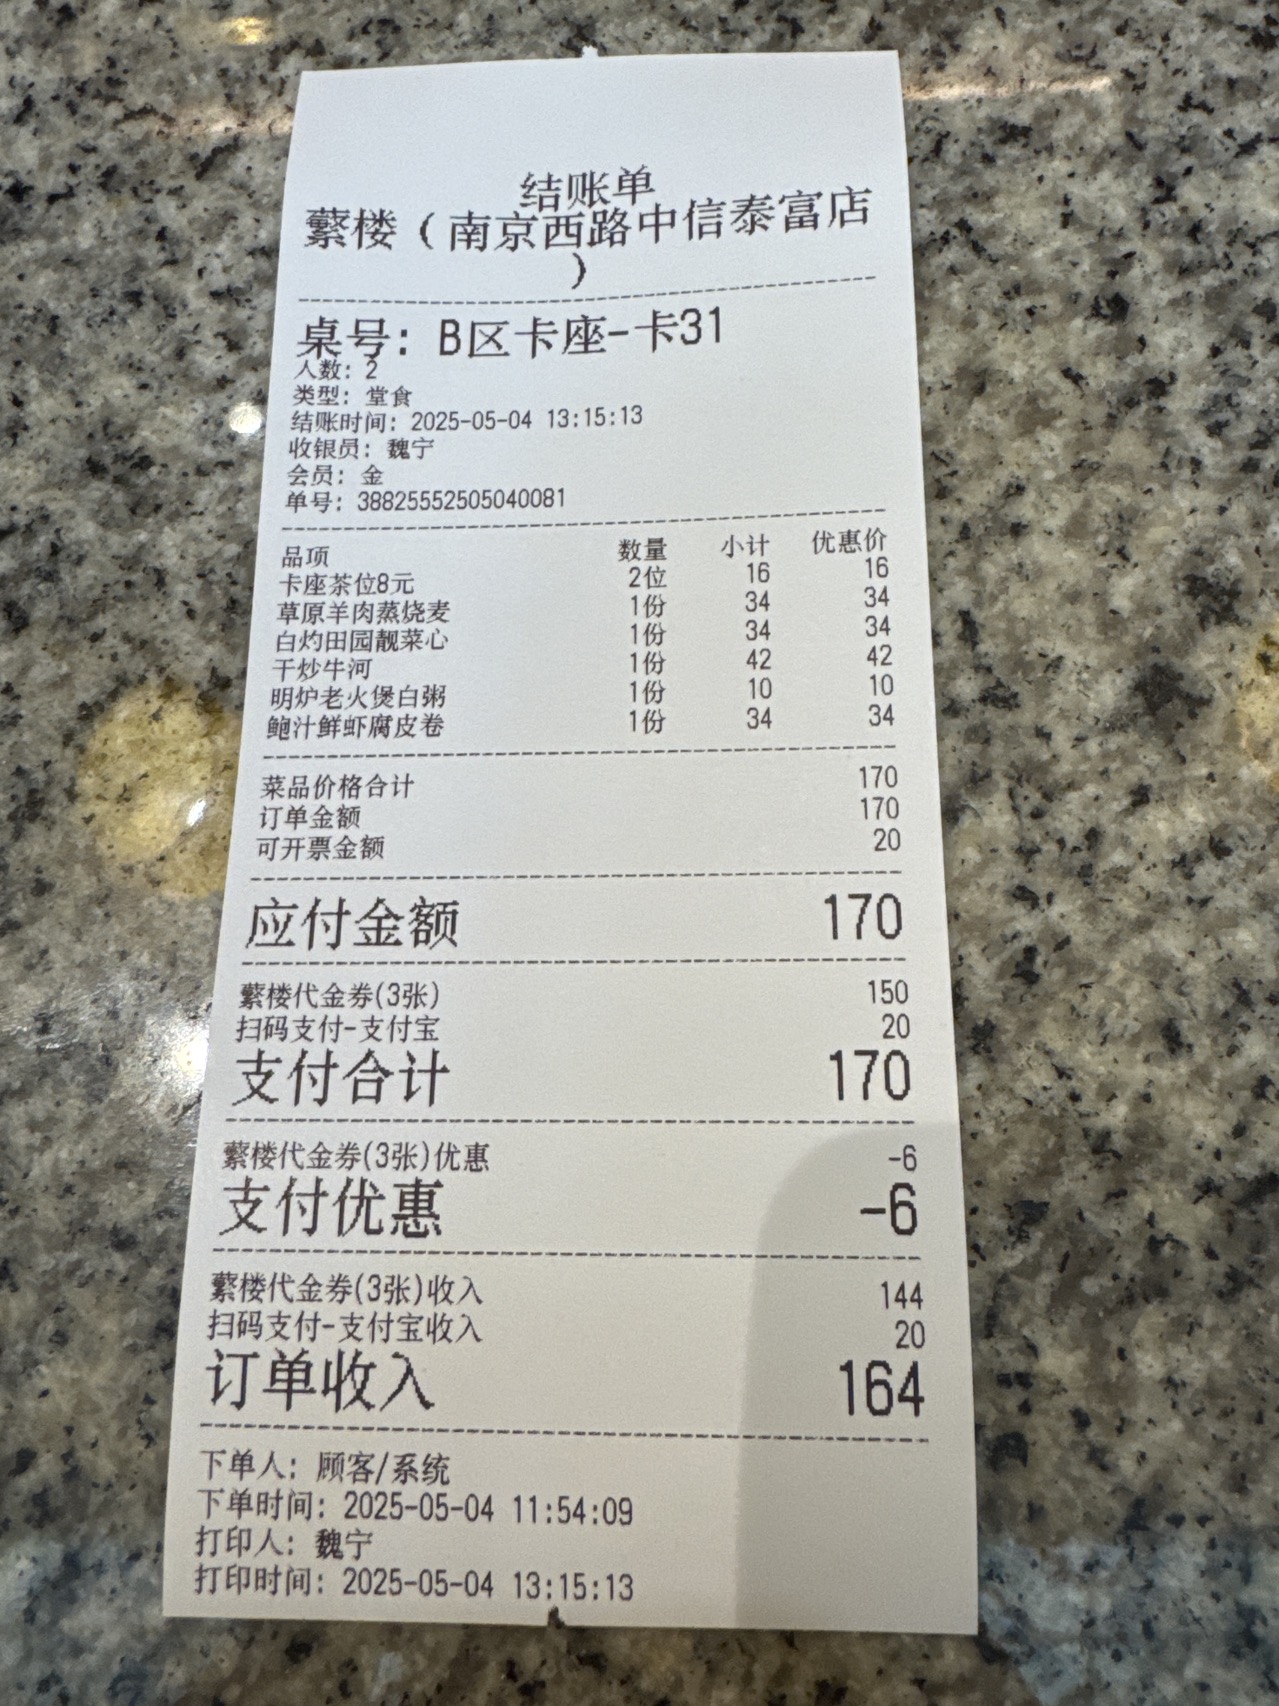 结账单
蘩楼（南京西路中信泰富店
）
桌号：B区卡座-卡31
人数：2
类型：堂食
结账时间：2025-05-04 13:15:13
收银员：魏宁
会员：金
单号：38825552505040081
品项 数量 小计 优惠价
卡座茶位8元 2位 16 16
草原羊肉蒸烧麦 1份 34 34
白灼田园靓菜心 1份 34 34
干炒牛河 1份 42 42
明炉老火煲白粥 1份 10 10
鲍汁鲜虾腐皮卷 1份 34 34
菜品价格合计 170
订单金额 170
可开票金额 20
应付金额 170
蘩楼代金券(3张) 150
扫码支付-支付宝 20
支付合计 170
蘩楼代金券(3张)优惠 -6
支付优惠 -6
蘩楼代金券(3张)收入 144
扫码支付-支付宝收入 20
订单收入 164
下单人：顾客/系统
下单时间：2025-05-04 11:54:09
打印人：魏宁
打印时间：2025-05-04 13:15:13